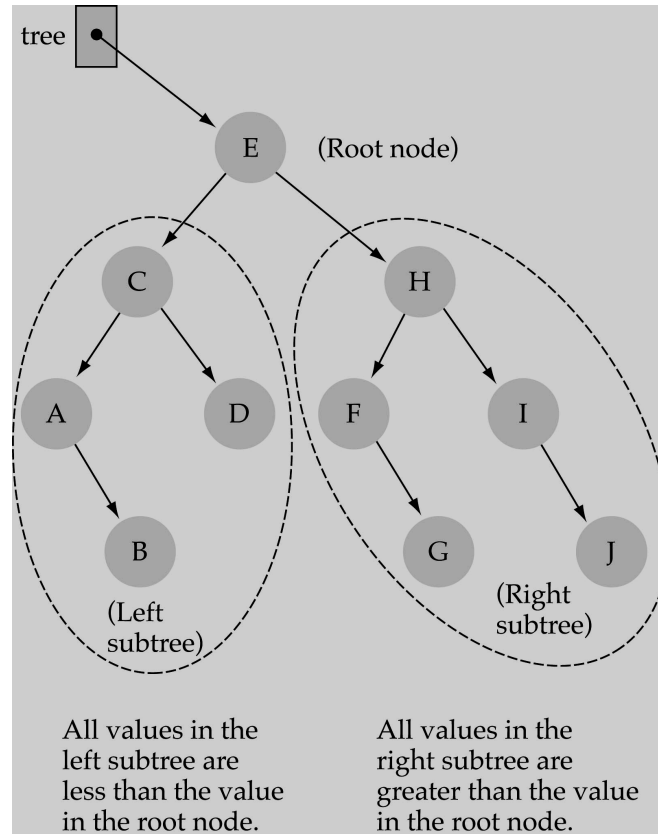 tree
E (Root node)
C H
A D F I
B G J
(Left
subtree)
(Right
subtree)
All values in the
left subtree are
less than the value
in the root node.
All values in the
right subtree are
greater than the value
in the root node.